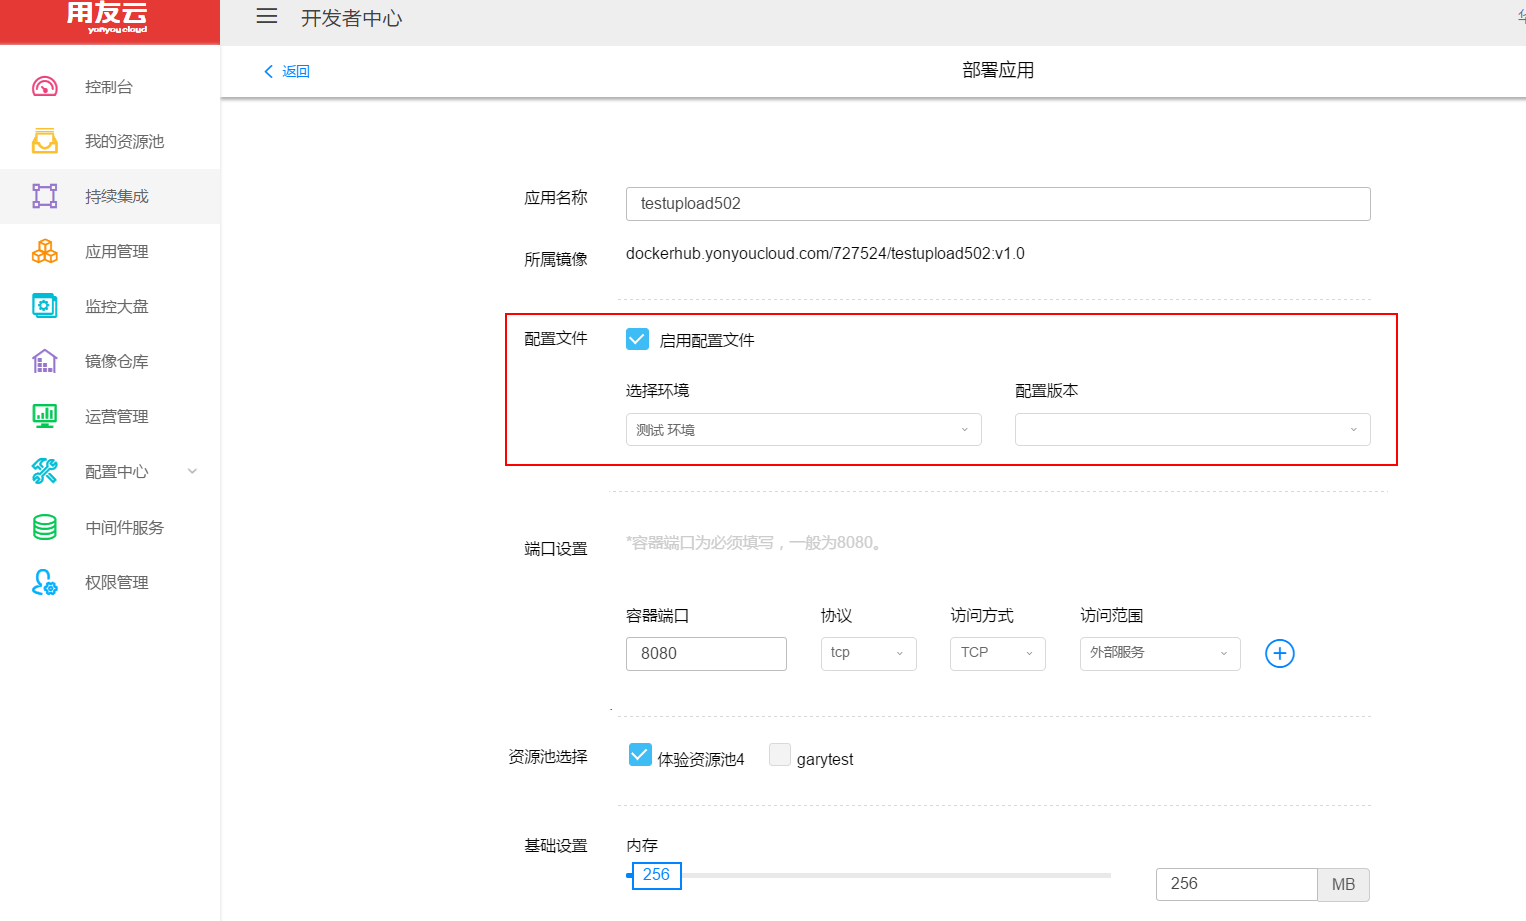 用友云
yonyou cloud
开发者中心
返回
部署应用
控制台
我的资源池
持续集成
应用管理
监控大盘
镜像仓库
运营管理
配置中心
中间件服务
权限管理
应用名称
testupload502
所属镜像
dockerhub.yonyoucloud.com/727524/testupload502:v1.0
配置文件
启用配置文件
选择环境
配置版本
测试 环境
端口设置
*容器端口为必须填写，一般为8080。
容器端口
协议
访问方式
访问范围
8080
tcp
TCP
外部服务
资源池选择
体验资源池4
garytest
基础设置
内存
256
256
MB